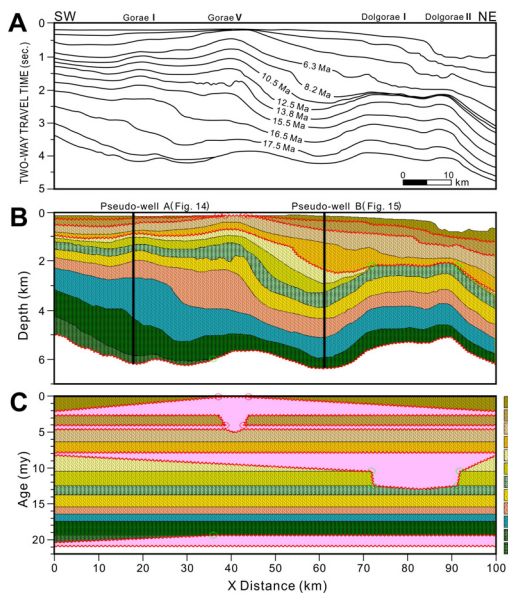 A SW Gorae I Gorae V Dolgorae I Dolgorae II NE
TWO-WAY TRAVEL TIME (sec.)
0
1
2
3
4
5
6.3 Ma
8.2 Ma
10.5 Ma
12.5 Ma
13.8 Ma
15.5 Ma
16.5 Ma
17.5 Ma
0 10
km
Pseudo-well A(Fig. 14) Pseudo-well B(Fig. 15)
B
Depth (km)
0
2
4
6
C
Age (my)
0
5
10
15
20
0 10 20 30 40 50 60 70 80 90 100
X Distance (km)